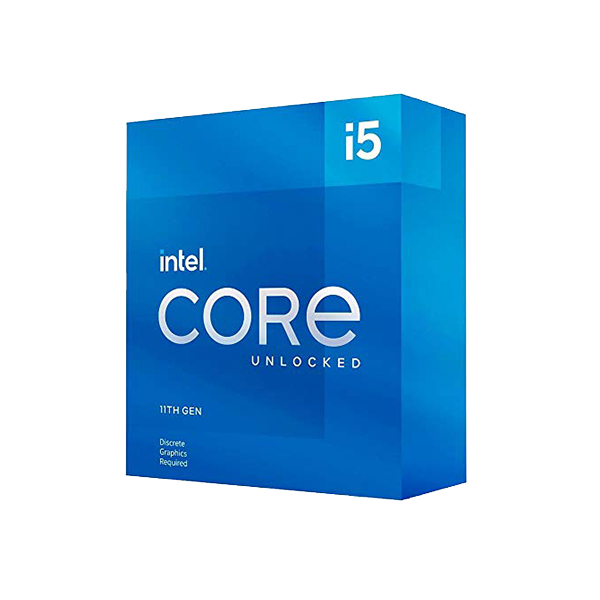 i5
intel.
CORE
UNLOCKED
11TH GEN
Discrete
Graphics
Required